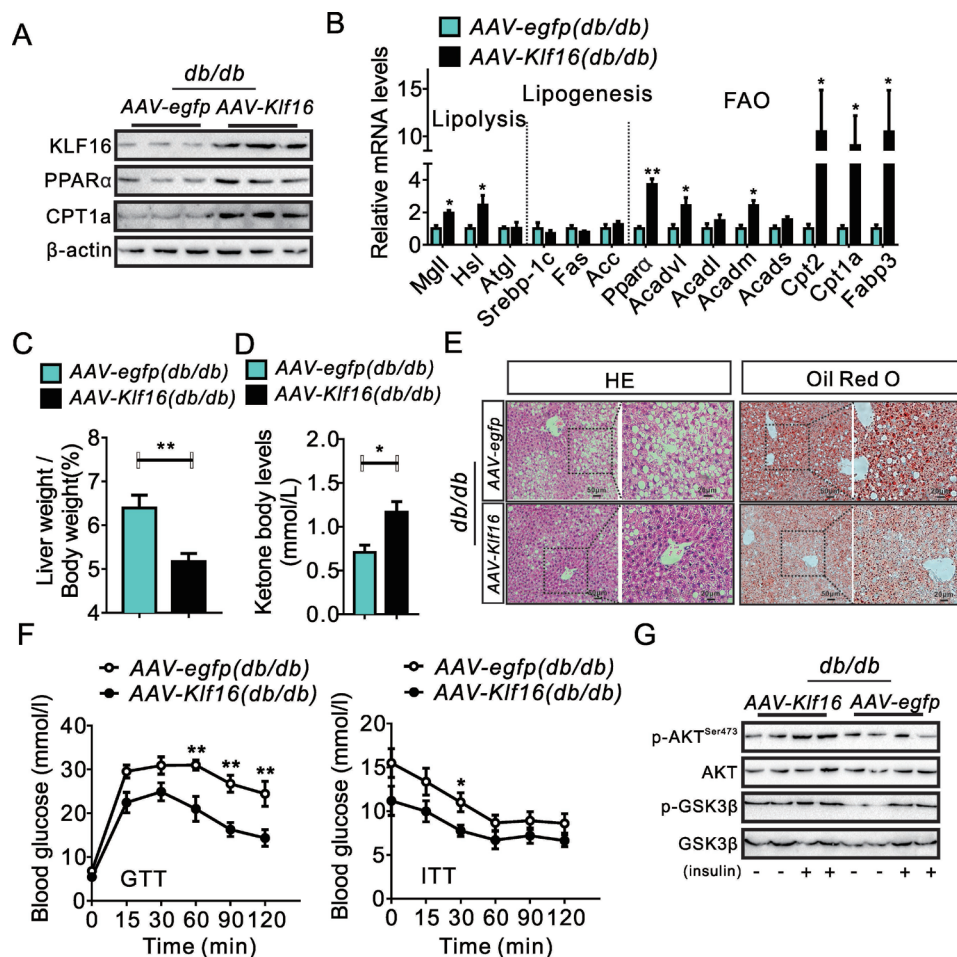 A
db/db
AAV-egfp AAV-Klf16
KLF16
PPARα
CPT1a
β-actin
B
AAV-egfp(db/db)
AAV-Klf16(db/db)
Relative mRNA levels
15
10
4
2
0
Lipolysis
Lipogenesis
FAO
* * ** * * * * *
Mgll Hsl Atgl Srebp-1c Fas Acc Pparα Acadvl Acadl Acadm Acads Cpt2 Cpt1a Fabp3
C
AAV-egfp(db/db)
AAV-Klf16(db/db)
Liver weight /
Body weight(%)
7
6
5
4
**
D
AAV-egfp(db/db)
AAV-Klf16(db/db)
Ketone body levels
(mmol/L)
2.0
1.5
1.0
0.5
0.0
*
E
HE
Oil Red O
db/db
AAV-egfp
AAV-Klf16
50μm 20μm 50μm 20μm
50μm 20μm 50μm 20μm
F
AAV-egfp(db/db)
AAV-Klf16(db/db)
Blood glucose (mmol/l)
40
30
20
10
0
** ** **
GTT
0 15 30 60 90 120
Time (min)
AAV-egfp(db/db)
AAV-Klf16(db/db)
Blood glucose (mmol/l)
20
15
10
5
0
*
ITT
0 15 30 60 90 120
Time (min)
G
db/db
AAV-Klf16 AAV-egfp
p-AKTSer473
AKT
p-GSK3β
GSK3β
(insulin) - - + + - - + +